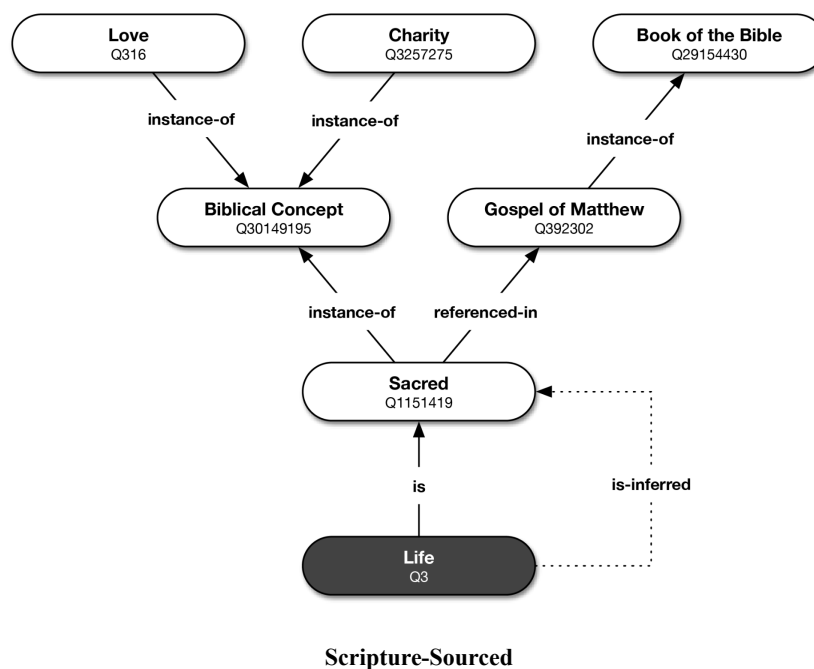 Love
Q316
Charity
Q3257275
Book of the Bible
Q29154430
instance-of
instance-of
instance-of
Biblical Concept
Q30149195
Gospel of Matthew
Q392302
instance-of
referenced-in
Sacred
Q1151419
is
is-inferred
Life
Q3
Scripture-Sourced